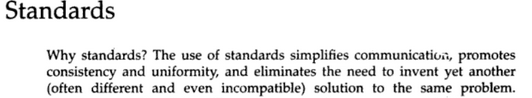 Standards
Why standards? The use of standards simplifies communication, promotes
consistency and uniformity, and eliminates the need to invent yet another
(often different and even incompatible) solution to the same problem.